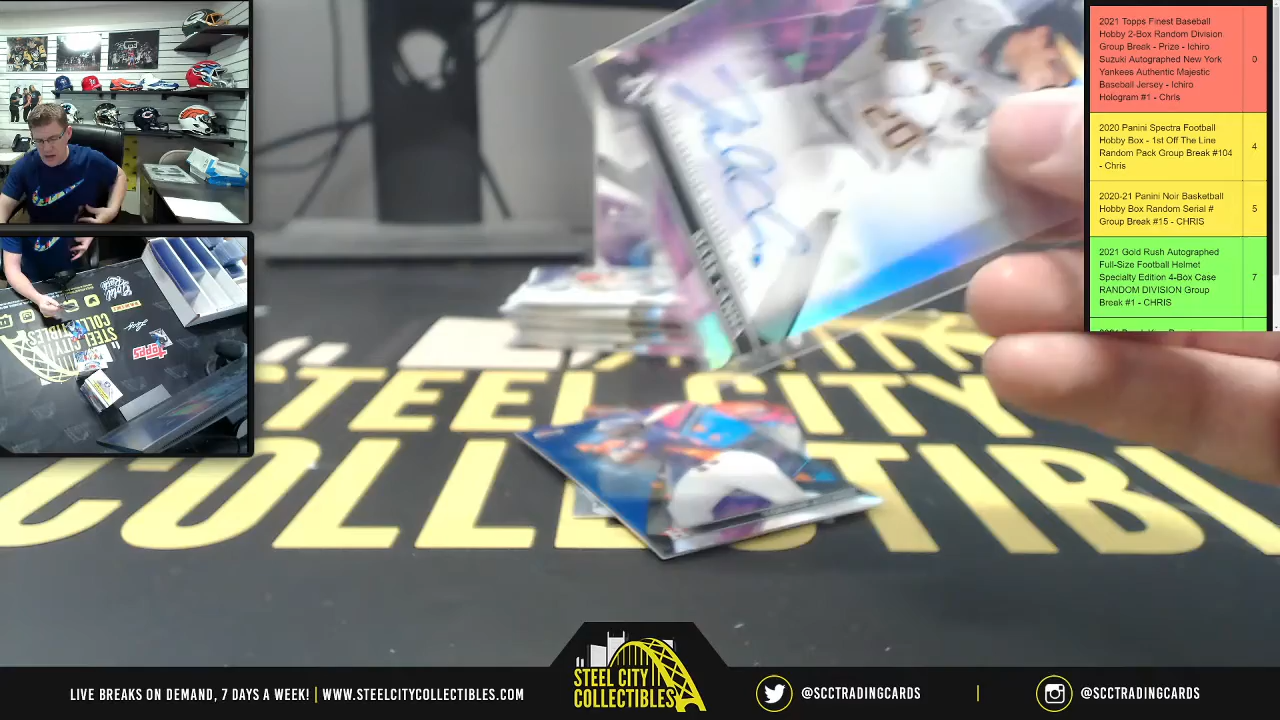 2021 Topps Finest Baseball
Hobby 2-Box Random Division
Group Break - Prize - Ichiro
Suzuki Autographed New York
Yankees Authentic Majestic
Baseball Jersey - Ichiro
Hologram #1 - Chris
0
2020 Panini Spectra Football
Hobby Box - 1st Off The Line
Random Pack Group Break #104
- Chris
4
2020-21 Panini Noir Basketball
Hobby Box Random Serial #
Group Break #15 - CHRIS
5
2021 Gold Rush Autographed
Full-Size Football Helmet
Specialty Edition 4-Box Case
RANDOM DIVISION Group
Break #1 - CHRIS
7
20
STEEL CITY
STEEL CITY
COLLECTIBLES
topps
STEEL CITY
COLLECTIBLES
LIVE BREAKS ON DEMAND, 7 DAYS A WEEK! | WWW.STEELCITYCOLLECTIBLES.COM
@SCCTRADINGCARDS
@SCCTRADINGCARDS